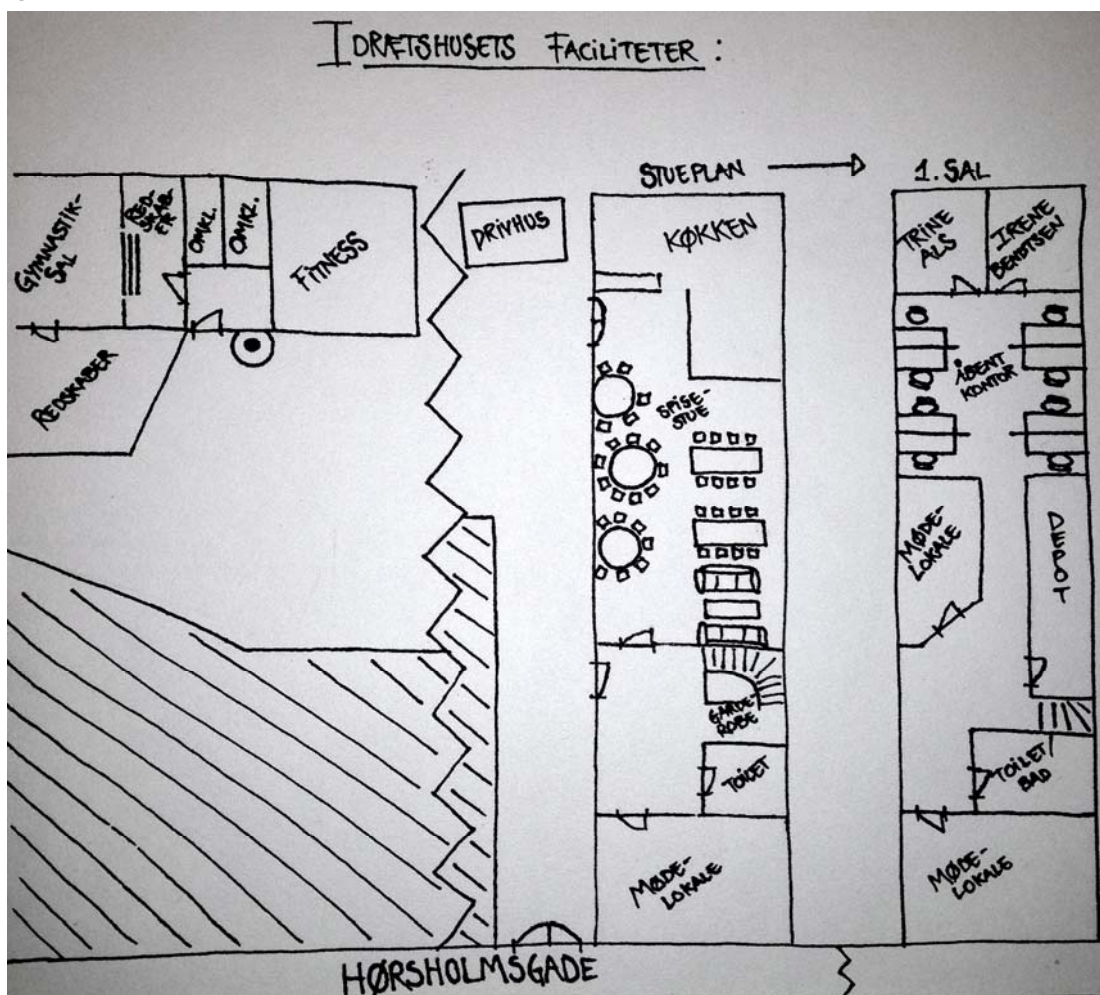 IDRÆTSHUSETS FACILITETER :
STUEPLAN
1. SAL
GYMNASTIK-
SAL
RED-
SKAB-
ER
OMKL.
OMKL.
FITNESS
REDSKABER
DRIVHUS
KØKKEN
SPISE-
STUE
GARDE-
ROBE
TOILET
MØDE-
LOKALE
TRINE
ALS
IRENE
BENDTSEN
ÅBENT
KONTOR
MØDE-
LOKALE
DEPOT
TOILET/
BAD
MØDE-
LOKALE
HØRSHOLMSGADE